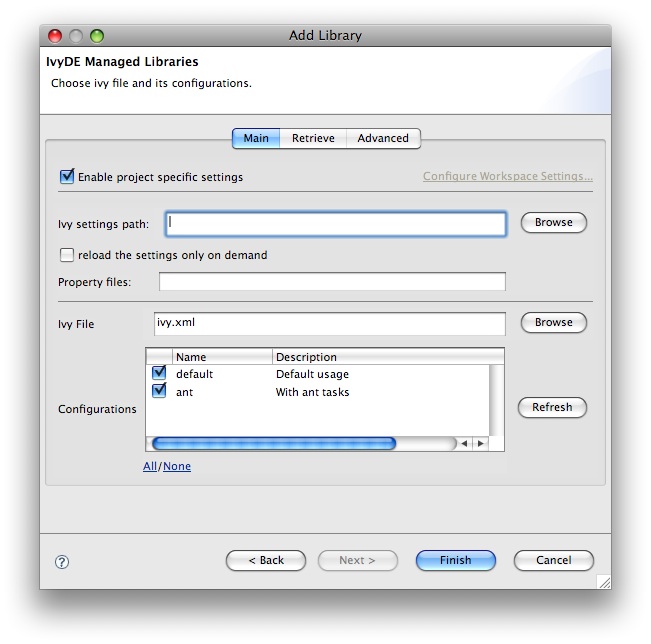 Add Library
IvyDE Managed Libraries
Choose ivy file and its configurations.
Main Retrieve Advanced
Enable project specific settings Configure Workspace Settings...
Ivy settings path: Browse
reload the settings only on demand
Property files:
Ivy File ivy.xml Browse
Name Description
default Default usage
ant With ant tasks
Configurations Refresh
All/None
? < Back Next > Finish Cancel